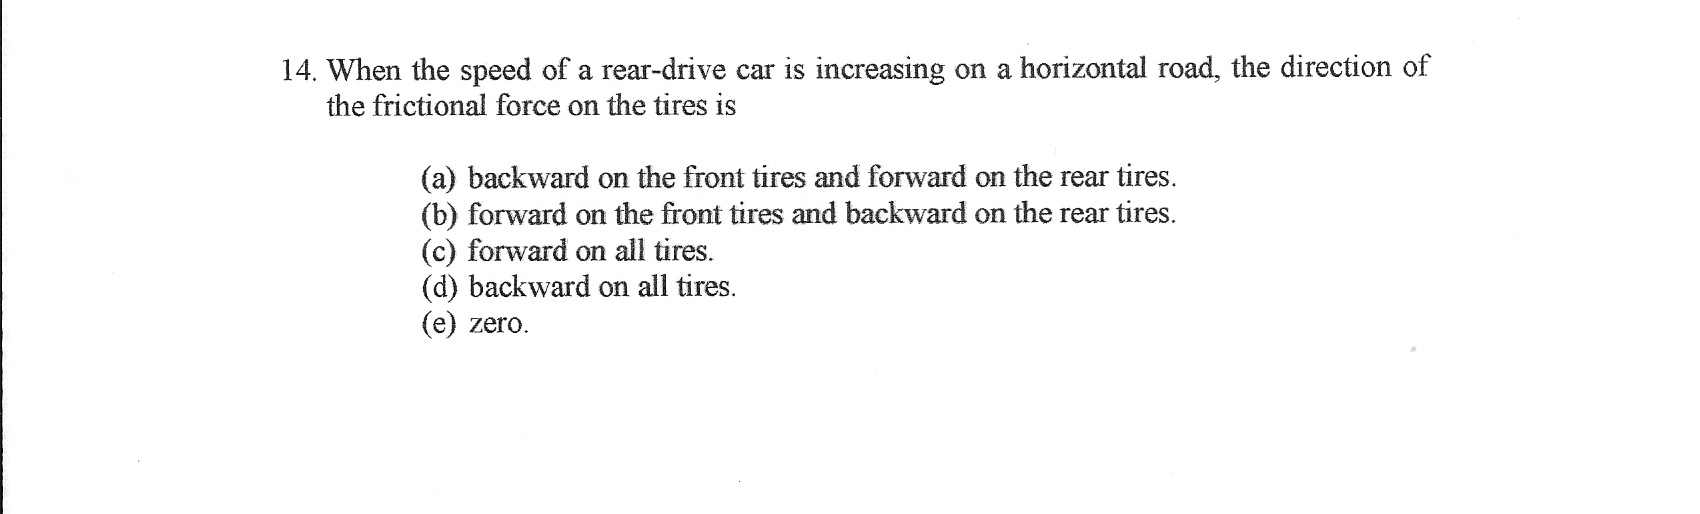 14. When the speed of a rear-drive car is increasing on a horizontal road, the direction of
the frictional force on the tires is
(a) backward on the front tires and forward on the rear tires.
(b) forward on the front tires and backward on the rear tires.
(c) forward on all tires.
(d) backward on all tires.
(e) zero.